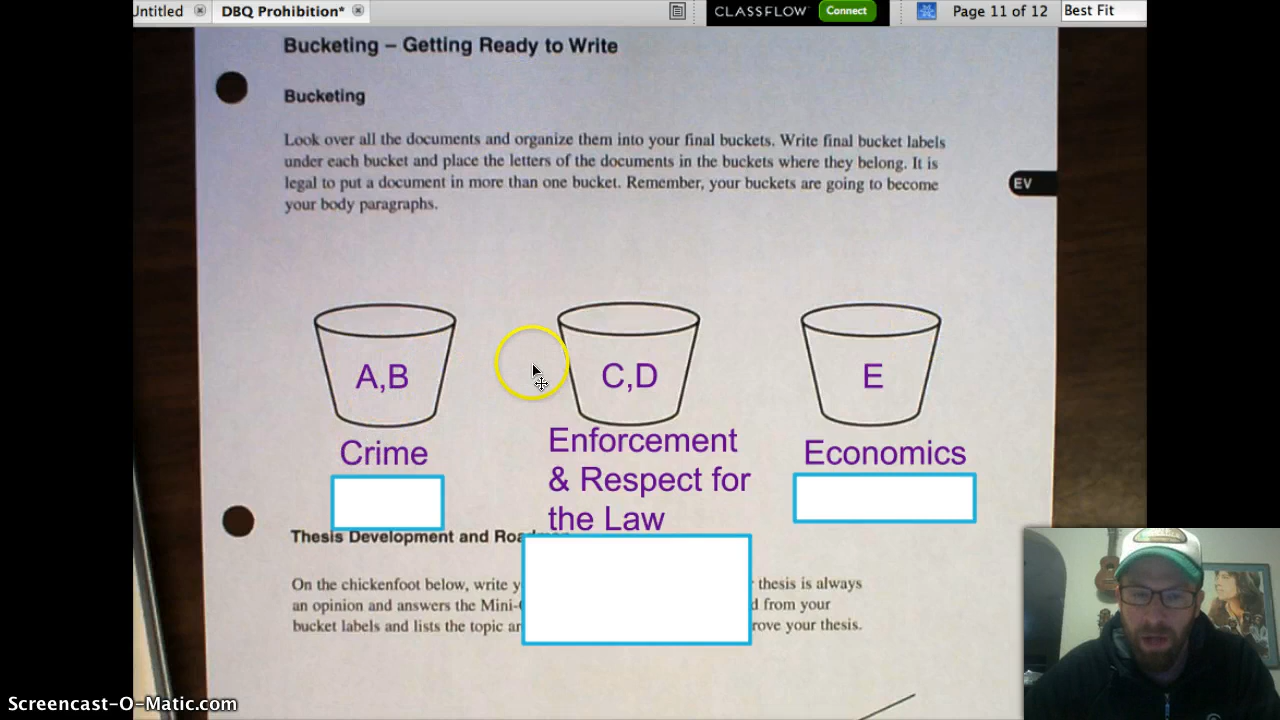 Untitled
DBQ Prohibition*
CLASSFLOW
Connect
Page 11 of 12
Best Fit
Bucketing – Getting Ready to Write
Bucketing
Look over all the documents and organize them into your final buckets. Write final bucket labels
under each bucket and place the letters of the documents in the buckets where they belong. It is
legal to put a document in more than one bucket. Remember, your buckets are going to become
your body paragraphs.
EV
A,B
C,D
E
Crime
Enforcement
& Respect for
the Law
Economics
Thesis Development and
On the chickenfoot below, write thesis is always
an opinion and answers the from your
bucket labels and lists the topic your thesis.
Screencast-O-Matic.com